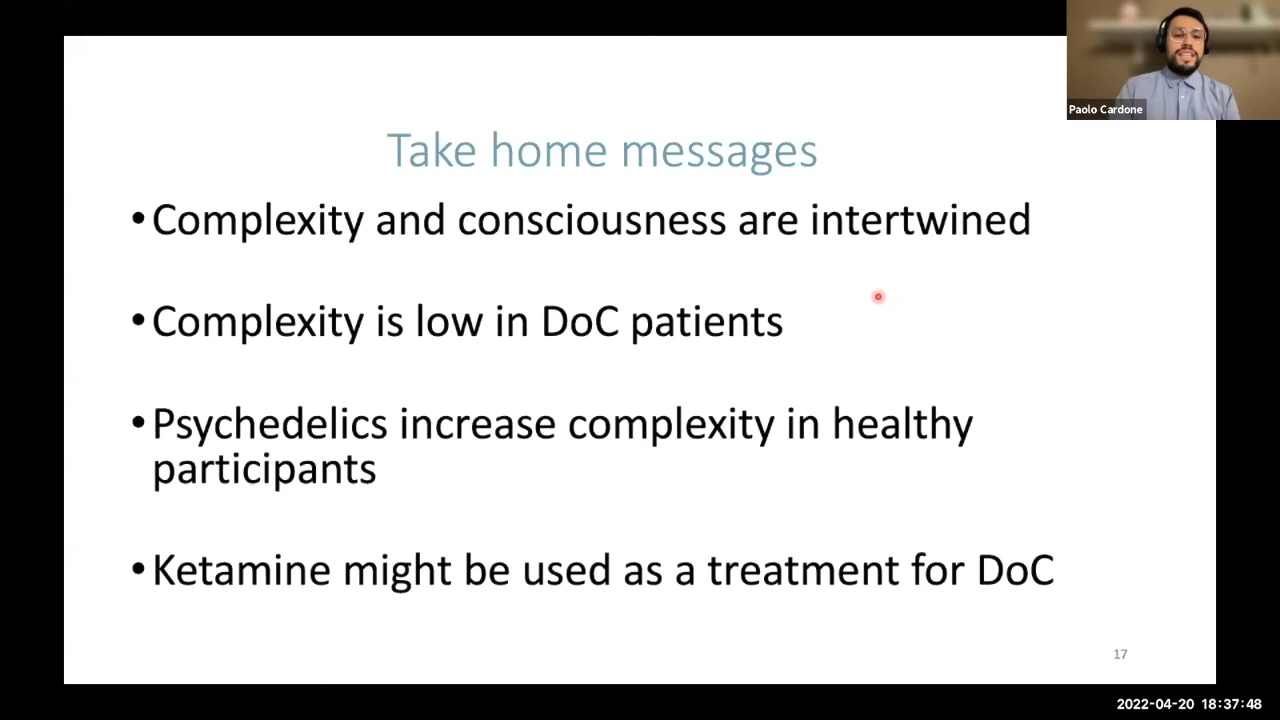 Paolo Cardone
Take home messages
•Complexity and consciousness are intertwined
•Complexity is low in DoC patients
•Psychedelics increase complexity in healthy
participants
•Ketamine might be used as a treatment for DoC
17
2022-04-20 18:37:48